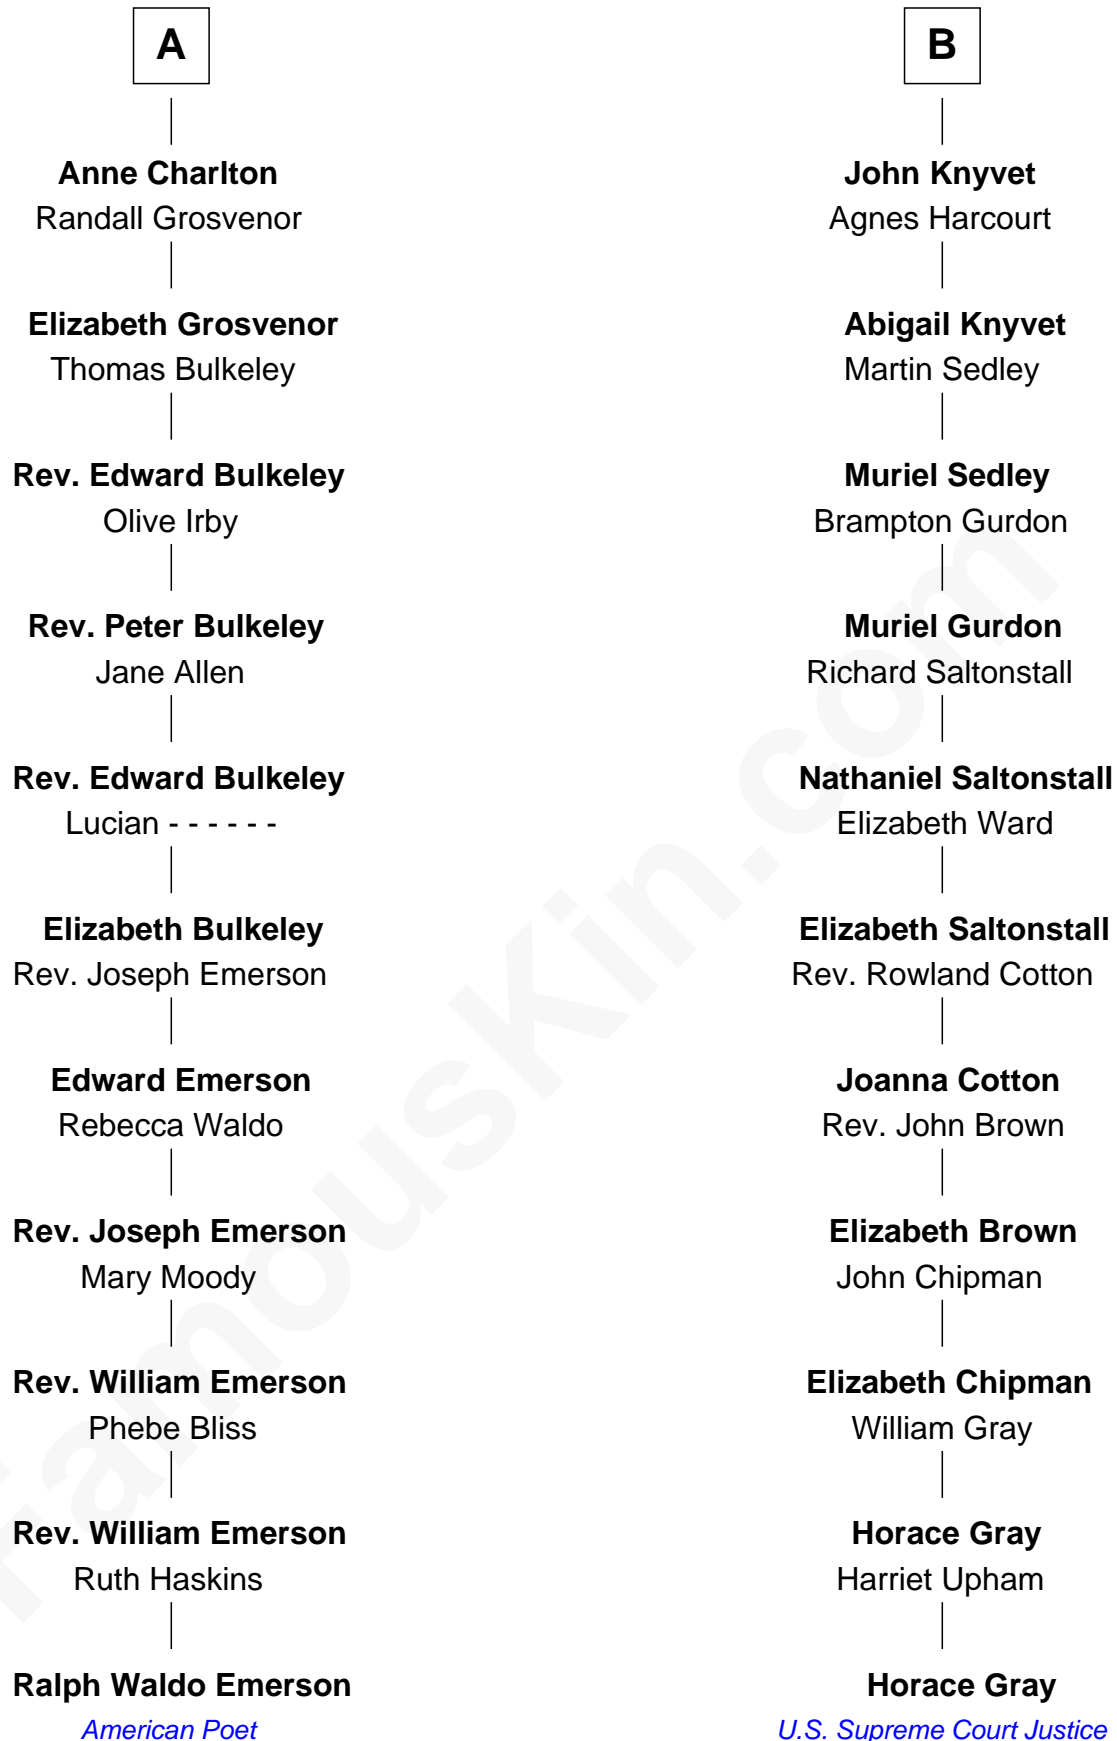 A
Anne Charlton
Randall Grosvenor
Elizabeth Grosvenor
Thomas Bulkeley
Rev. Edward Bulkeley
Olive Irby
Rev. Peter Bulkeley
Jane Allen
Rev. Edward Bulkeley
Lucian - - - - - -
Elizabeth Bulkeley
Rev. Joseph Emerson
Edward Emerson
Rebecca Waldo
Rev. Joseph Emerson
Mary Moody
Rev. William Emerson
Phebe Bliss
Rev. William Emerson
Ruth Haskins
Ralph Waldo Emerson
American Poet
B
John Knyvet
Agnes Harcourt
Abigail Knyvet
Martin Sedley
Muriel Sedley
Brampton Gurdon
Muriel Gurdon
Richard Saltonstall
Nathaniel Saltonstall
Elizabeth Ward
Elizabeth Saltonstall
Rev. Rowland Cotton
Joanna Cotton
Rev. John Brown
Elizabeth Brown
John Chipman
Elizabeth Chipman
William Gray
Horace Gray
Harriet Upham
Horace Gray
U.S. Supreme Court Justice
FamousKin.com